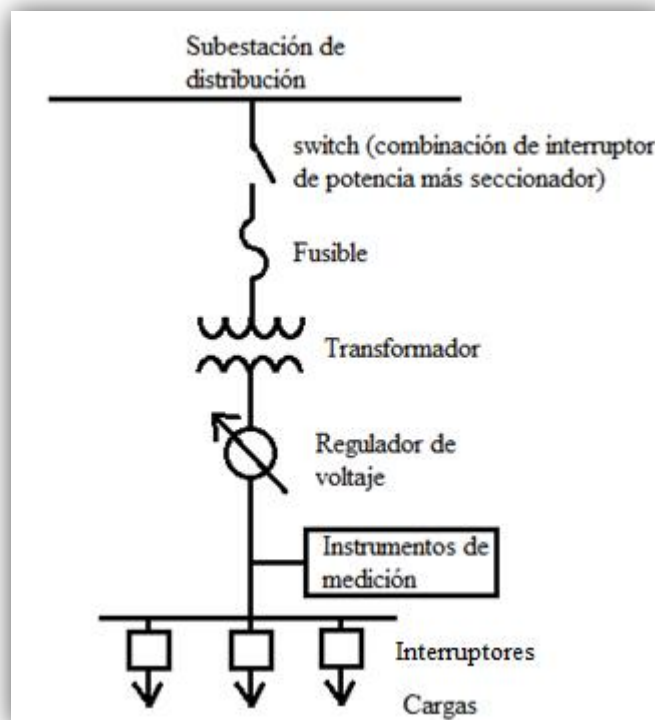 Subestación de
distribución
switch (combinación de interruptor
de potencia más seccionador)
Fusible
Transformador
Regulador de
voltaje
Instrumentos de
medición
Interruptores
Cargas